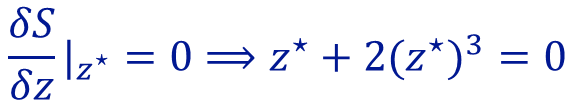 δS/δz|z⋆ = 0 ⟹ z⋆ + 2(z⋆)³ = 0